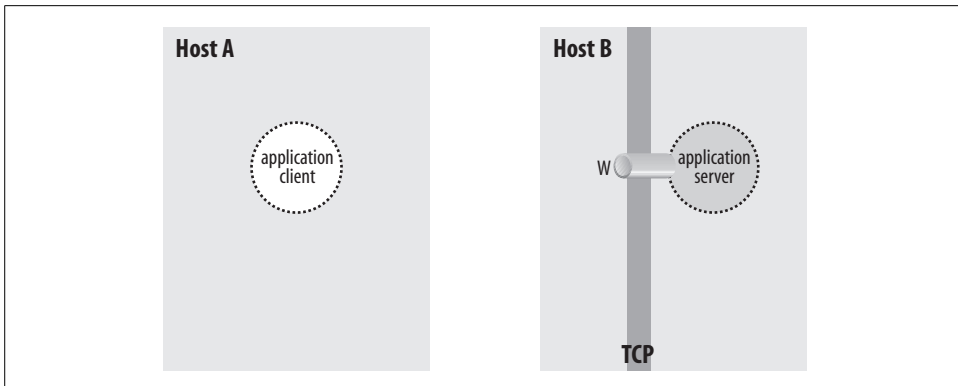 Host A
application
client
Host B
W
application
server
TCP